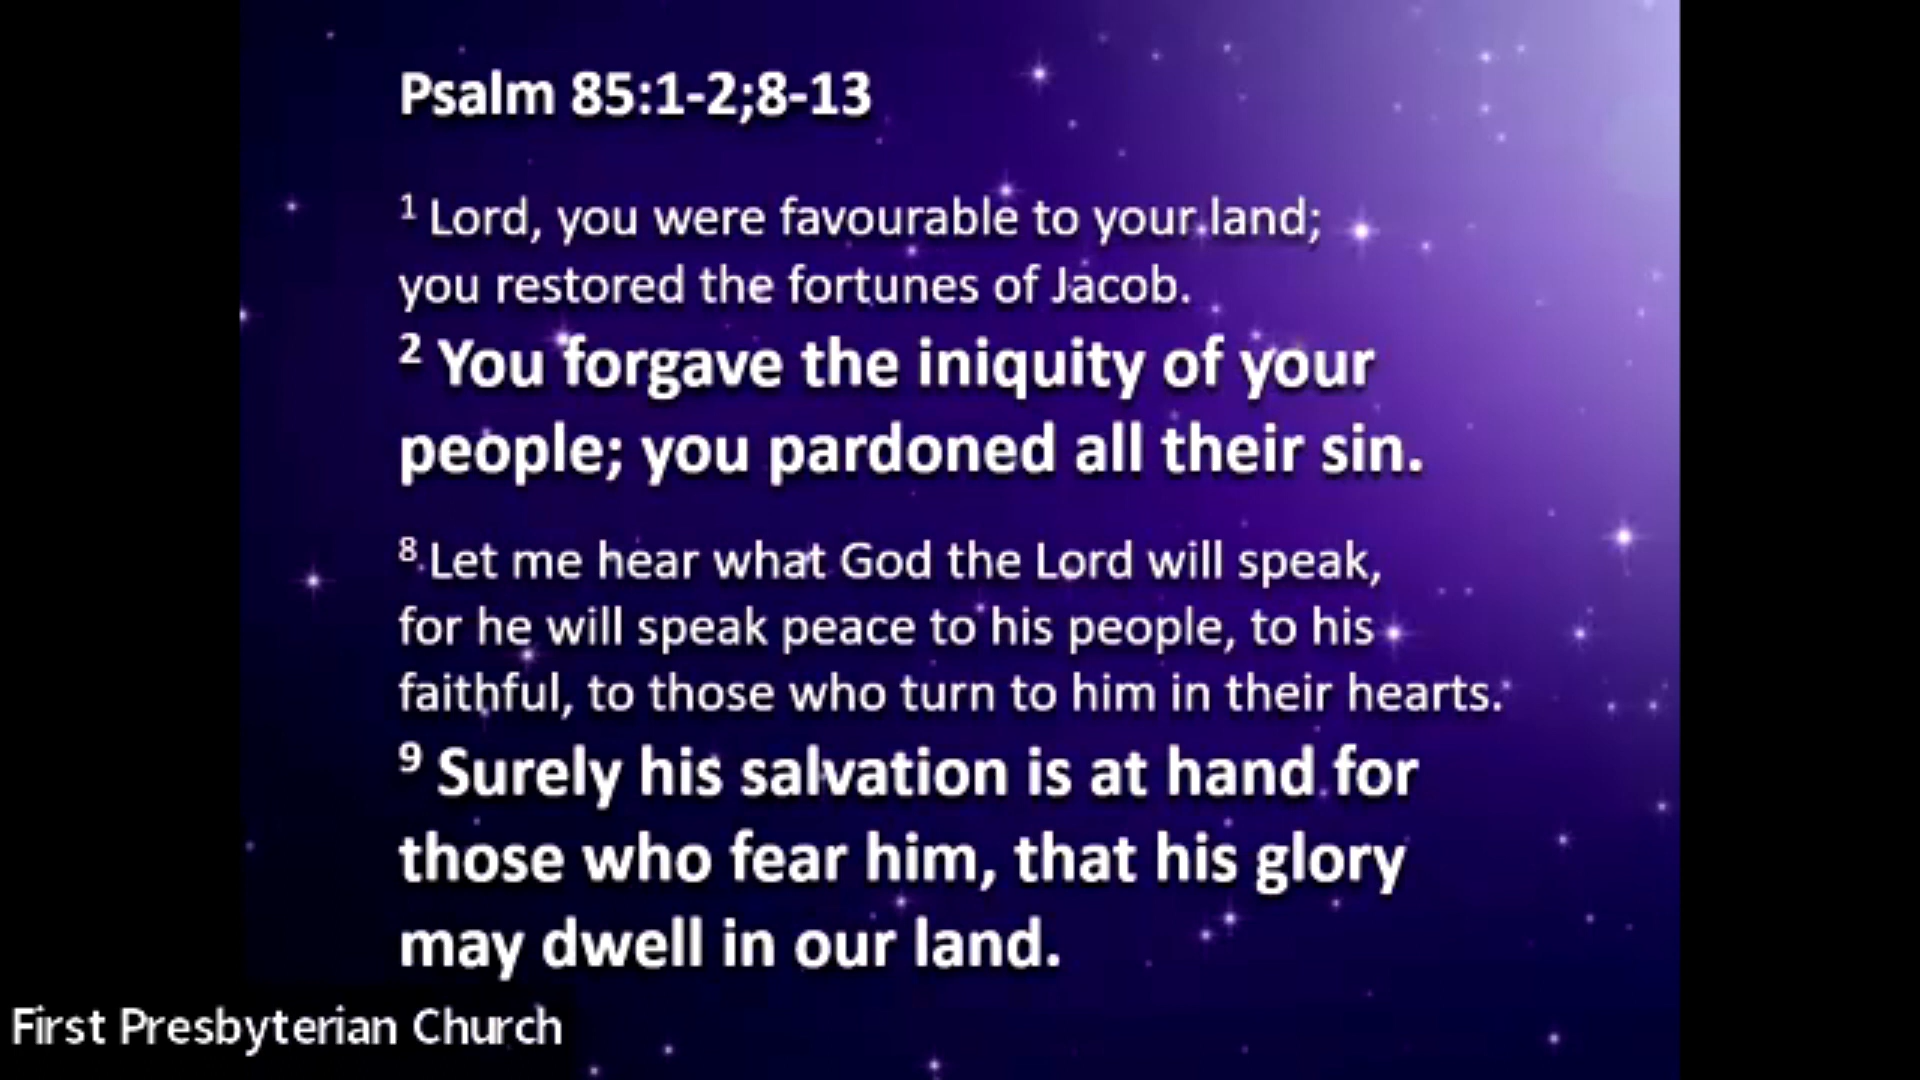 Psalm 85:1-2;8-13
1 Lord, you were favourable to your land;
you restored the fortunes of Jacob.
2 You forgave the iniquity of your
people; you pardoned all their sin.
8 Let me hear what God the Lord will speak,
for he will speak peace to his people, to his
faithful, to those who turn to him in their hearts.
9 Surely his salvation is at hand for
those who fear him, that his glory
may dwell in our land.
First Presbyterian Church